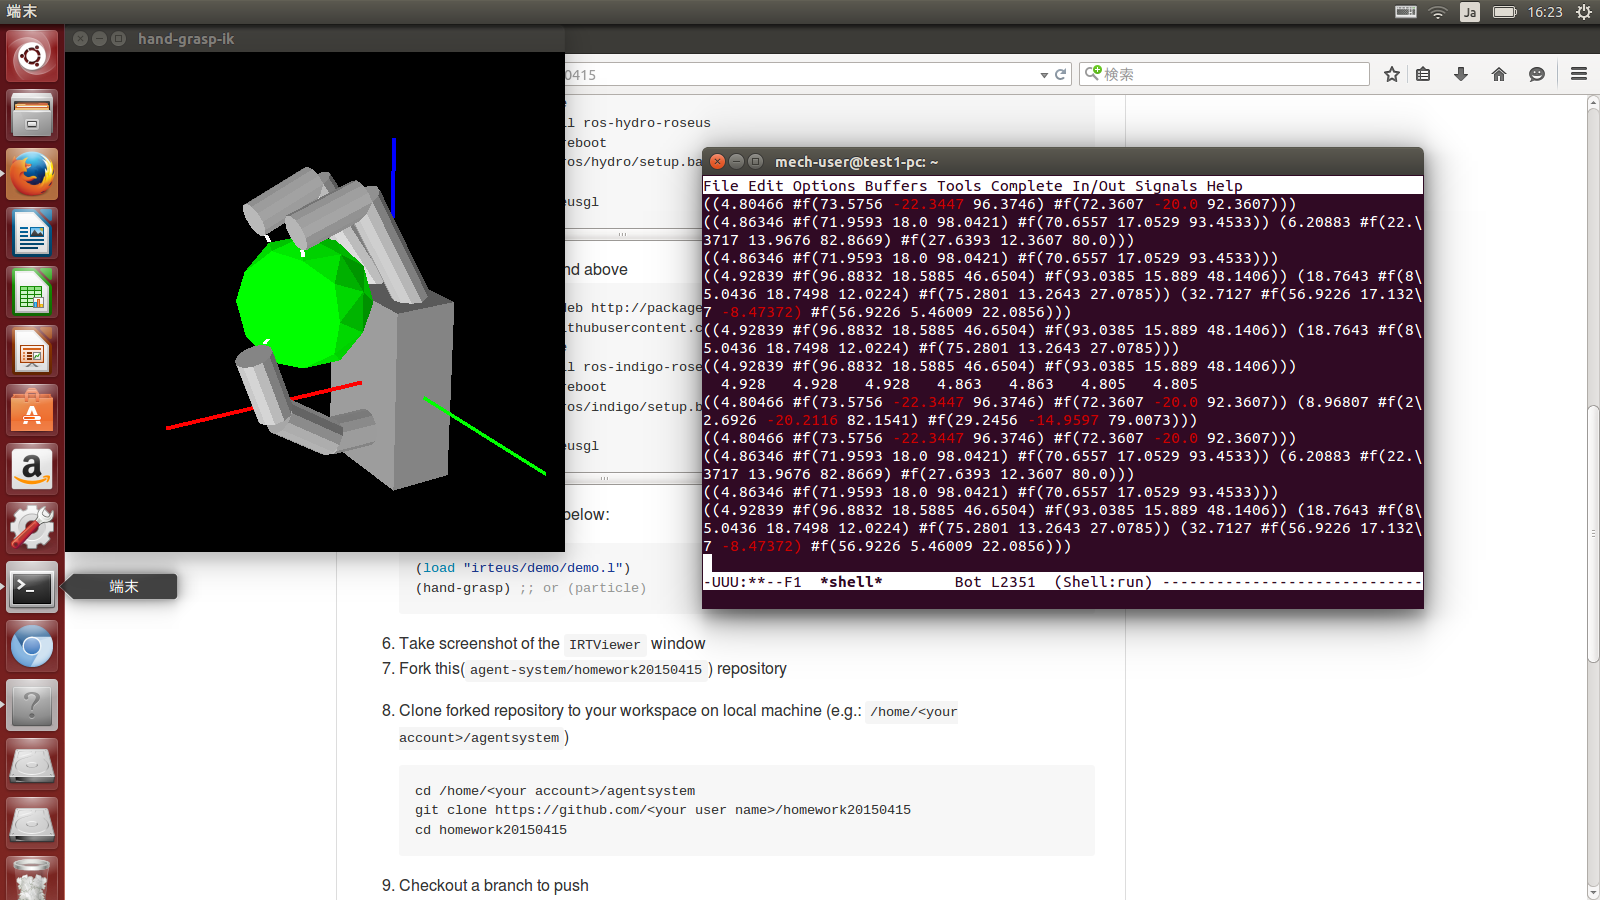 端末
Ja
16:23
hand-grasp-ik
0415
検索
e
ll ros-hydro-roseus
reboot
ros/hydro/setup.ba
eusgl
nd above
deb http://package
thubusercontent.c
e
ll ros-indigo-rose
reboot
ros/indigo/setup.b
eusgl
below:
(load "irteus/demo/demo.l")
(hand-grasp) ;; or (particle)
6. Take screenshot of the IRTViewer window
7. Fork this( agent-system/homework20150415 ) repository
8. Clone forked repository to your workspace on local machine (e.g.: /home/<your
account>/agentsystem )
cd /home/<your account>/agentsystem
git clone https://github.com/<your user name>/homework20150415
cd homework20150415
9. Checkout a branch to push
端末
mech-user@test1-pc: ~
File Edit Options Buffers Tools Complete In/Out Signals Help
((4.80466 #f(73.5756 -22.3447 96.3746) #f(72.3607 -20.0 92.3607)))
((4.86346 #f(71.9593 18.0 98.0421) #f(70.6557 17.0529 93.4533)) (6.20883 #f(22.\
3717 13.9676 82.8669) #f(27.6393 12.3607 80.0)))
((4.86346 #f(71.9593 18.0 98.0421) #f(70.6557 17.0529 93.4533)))
((4.92839 #f(96.8832 18.5885 46.6504) #f(93.0385 15.889 48.1406)) (18.7643 #f(8\
5.0436 18.7498 12.0224) #f(75.2801 13.2643 27.0785)) (32.7127 #f(56.9226 17.132\
7 -8.47372) #f(56.9226 5.46009 22.0856)))
((4.92839 #f(96.8832 18.5885 46.6504) #f(93.0385 15.889 48.1406)) (18.7643 #f(8\
5.0436 18.7498 12.0224) #f(75.2801 13.2643 27.0785)))
((4.92839 #f(96.8832 18.5885 46.6504) #f(93.0385 15.889 48.1406)))
4.928 4.928 4.928 4.863 4.863 4.805 4.805
((4.80466 #f(73.5756 -22.3447 96.3746) #f(72.3607 -20.0 92.3607)) (8.96807 #f(2\
2.6926 -20.2116 82.1541) #f(29.2456 -14.9597 79.0073)))
((4.80466 #f(73.5756 -22.3447 96.3746) #f(72.3607 -20.0 92.3607)))
((4.86346 #f(71.9593 18.0 98.0421) #f(70.6557 17.0529 93.4533)) (6.20883 #f(22.\
3717 13.9676 82.8669) #f(27.6393 12.3607 80.0)))
((4.86346 #f(71.9593 18.0 98.0421) #f(70.6557 17.0529 93.4533)))
((4.92839 #f(96.8832 18.5885 46.6504) #f(93.0385 15.889 48.1406)) (18.7643 #f(8\
5.0436 18.7498 12.0224) #f(75.2801 13.2643 27.0785)) (32.7127 #f(56.9226 17.132\
7 -8.47372) #f(56.9226 5.46009 22.0856)))
-UUU:**--F1 *shell* Bot L2351 (Shell:run) -----------------------------